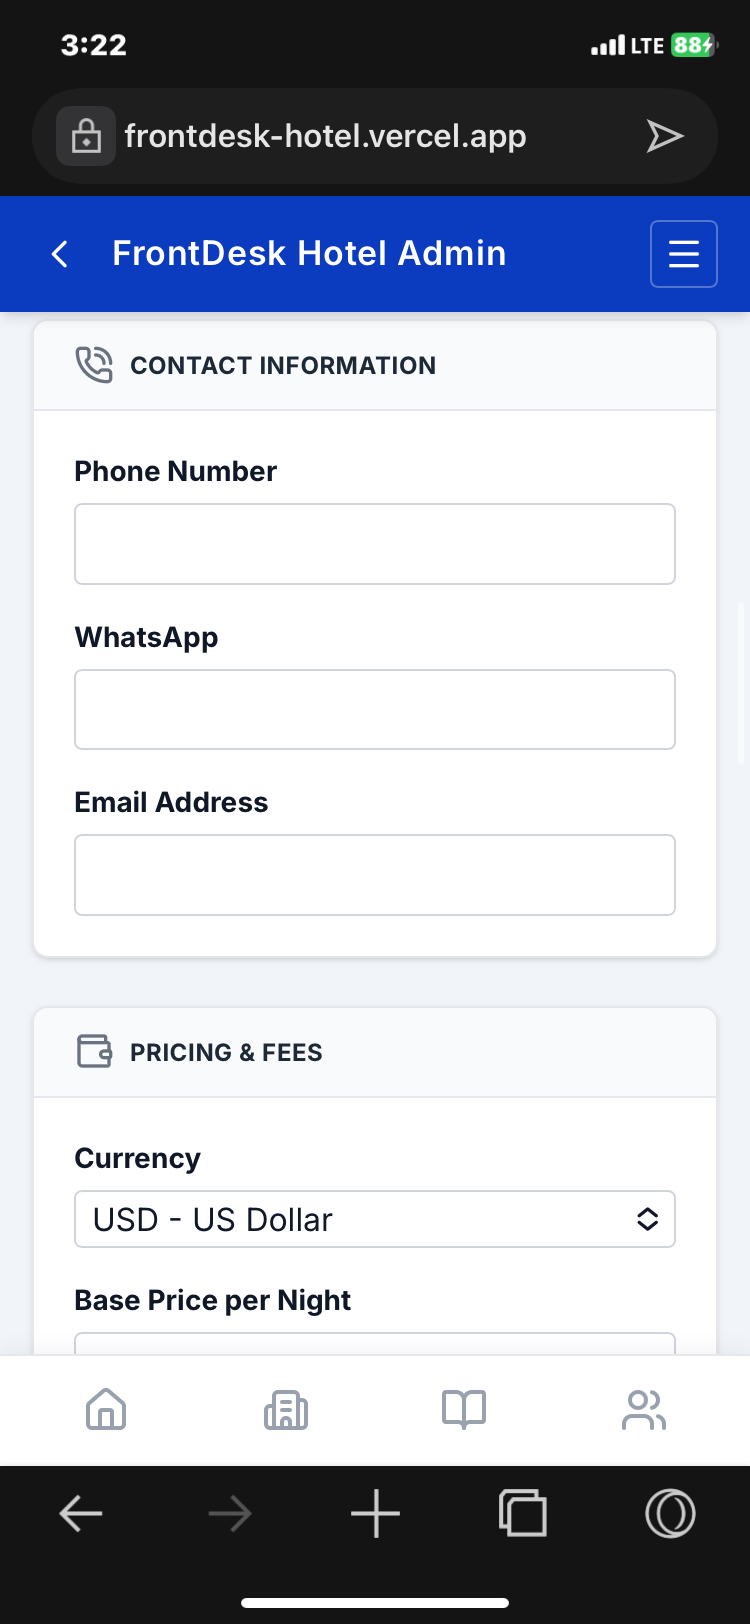 3:22
LTE 88
frontdesk-hotel.vercel.app
FrontDesk Hotel Admin
CONTACT INFORMATION
Phone Number
WhatsApp
Email Address
PRICING & FEES
Currency
USD - US Dollar
Base Price per Night